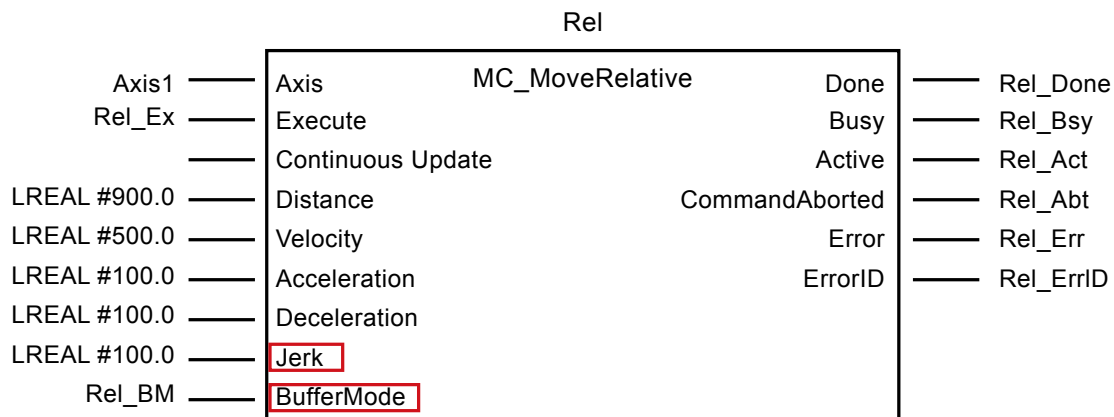 Rel
MC_MoveRelative
Axis1 Axis Done Rel_Done
Rel_Ex Execute Busy Rel_Bsy
Continuous Update Active Rel_Act
LREAL #900.0 Distance CommandAborted Rel_Abt
LREAL #500.0 Velocity Error Rel_Err
LREAL #100.0 Acceleration ErrorID Rel_ErrID
LREAL #100.0 Deceleration
LREAL #100.0 Jerk
Rel_BM BufferMode